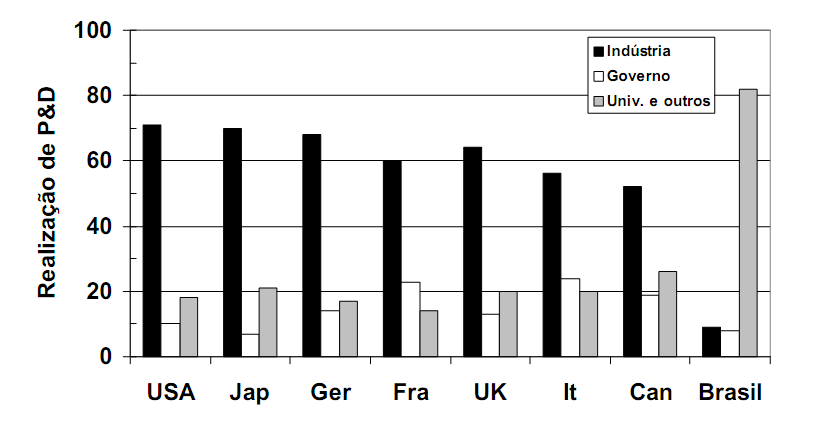 Realização de P&D
100
80
60
40
20
0
Indústria
Governo
Univ. e outros
USA Jap Ger Fra UK It Can Brasil